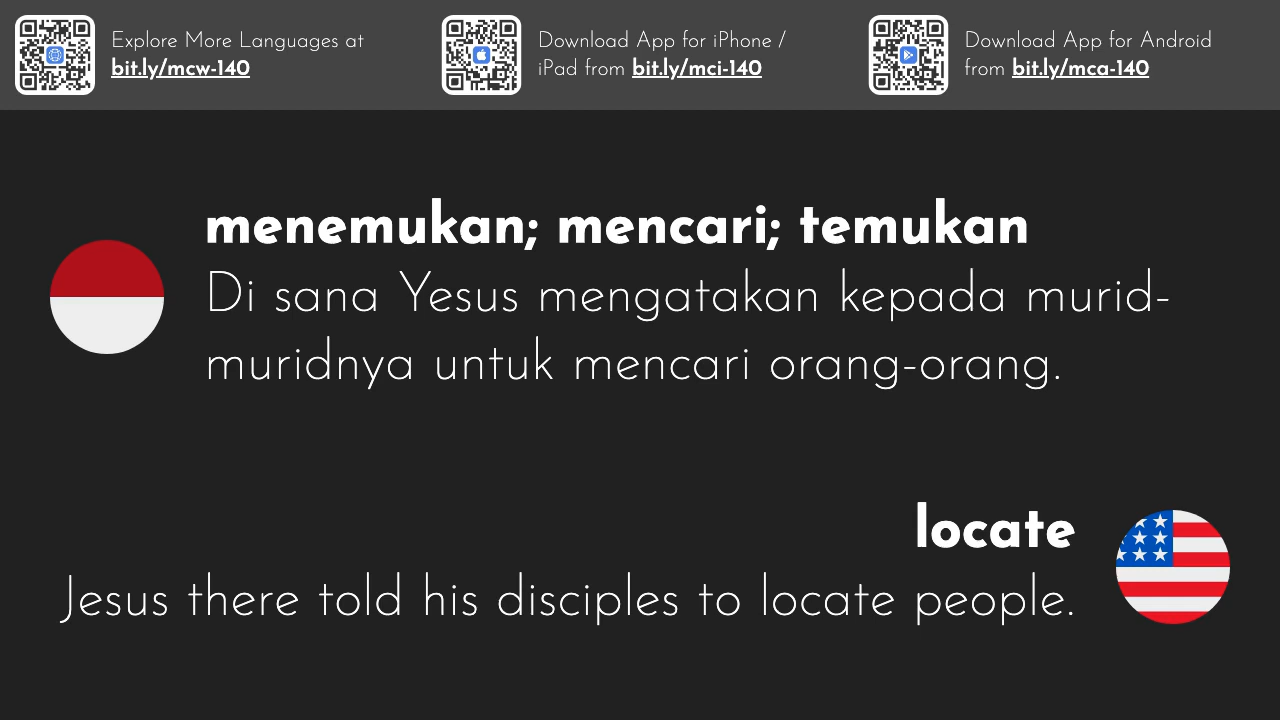 Explore More Languages at
bit.ly/mcw-140
Download App for iPhone /
iPad from bit.ly/mci-140
Download App for Android
from bit.ly/mca-140
menemukan; mencari; temukan
Di sana Yesus mengatakan kepada murid-
muridnya untuk mencari orang-orang.
locate
Jesus there told his disciples to locate people.